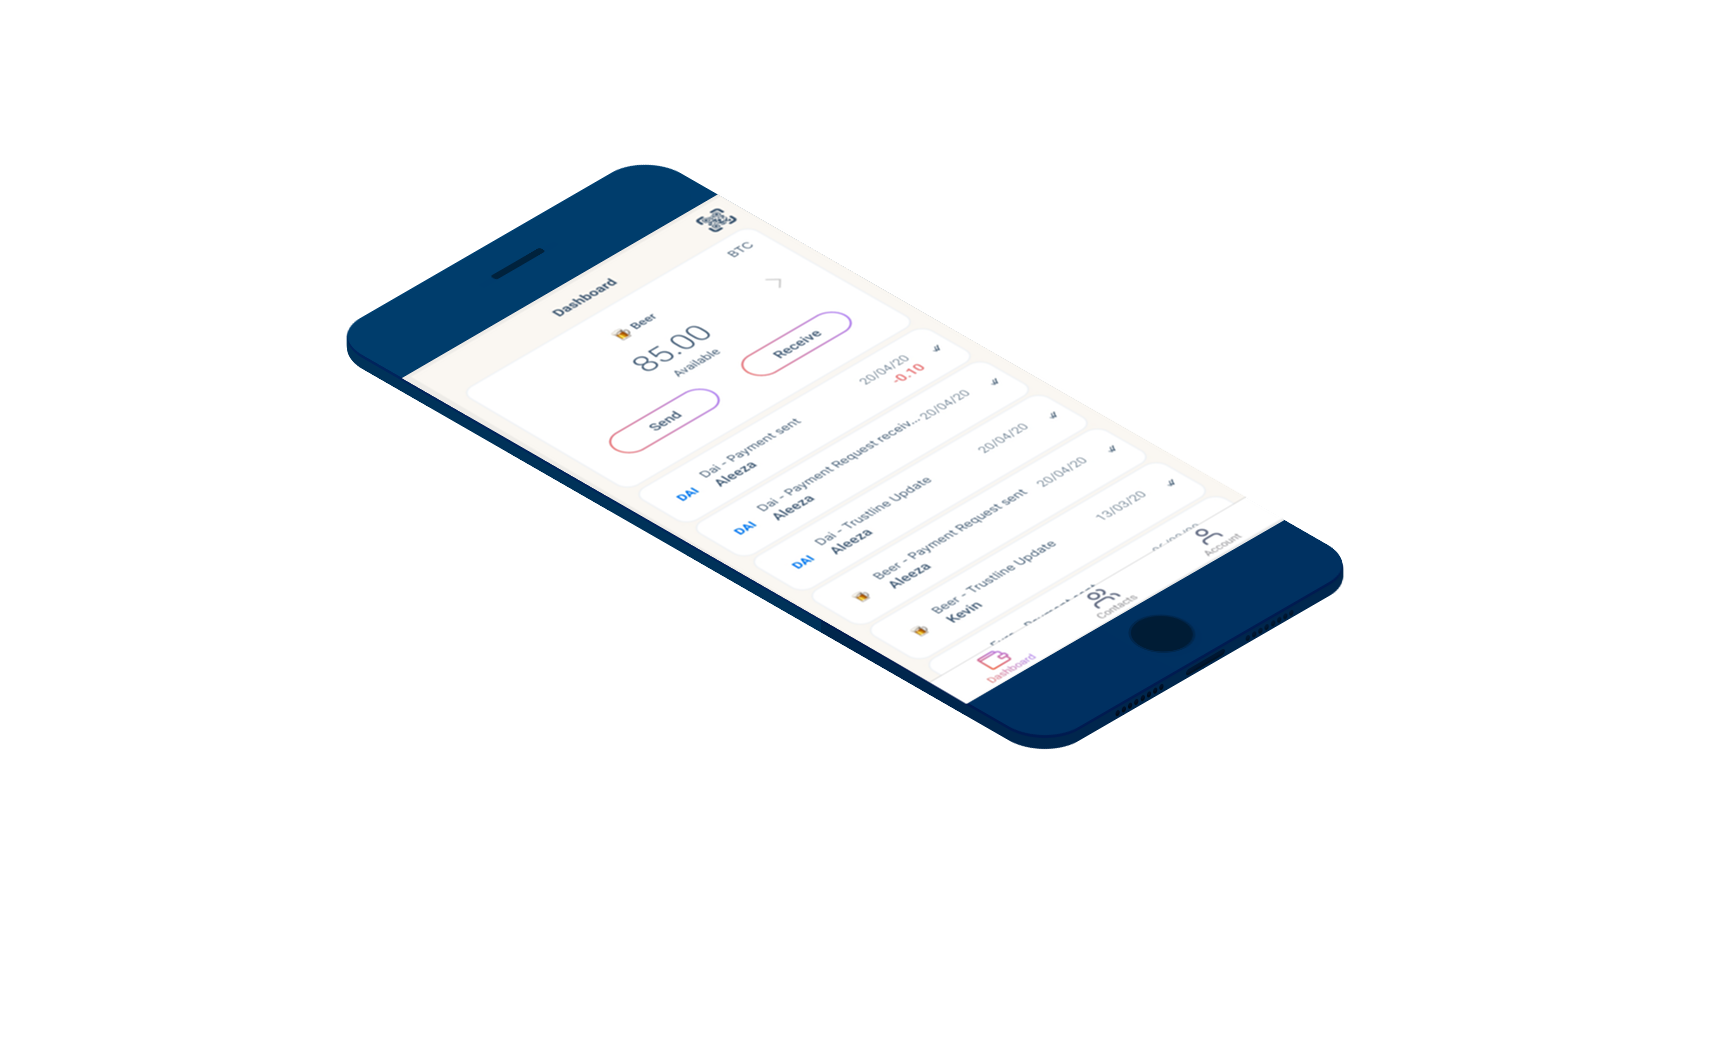 Dashboard
Beer
BTC
85.00
Available
Send
Receive
Dai - Payment sent
20/04/20
DAI
Aleeza
-0.10
Dai - Payment Request receiv...
20/04/20
DAI
Aleeza
Dai - Trustline Update
20/04/20
DAI
Aleeza
Beer - Payment Request sent
20/04/20
Aleeza
Beer - Trustline Update
13/03/20
Kevin
Dashboard
Contacts
Account